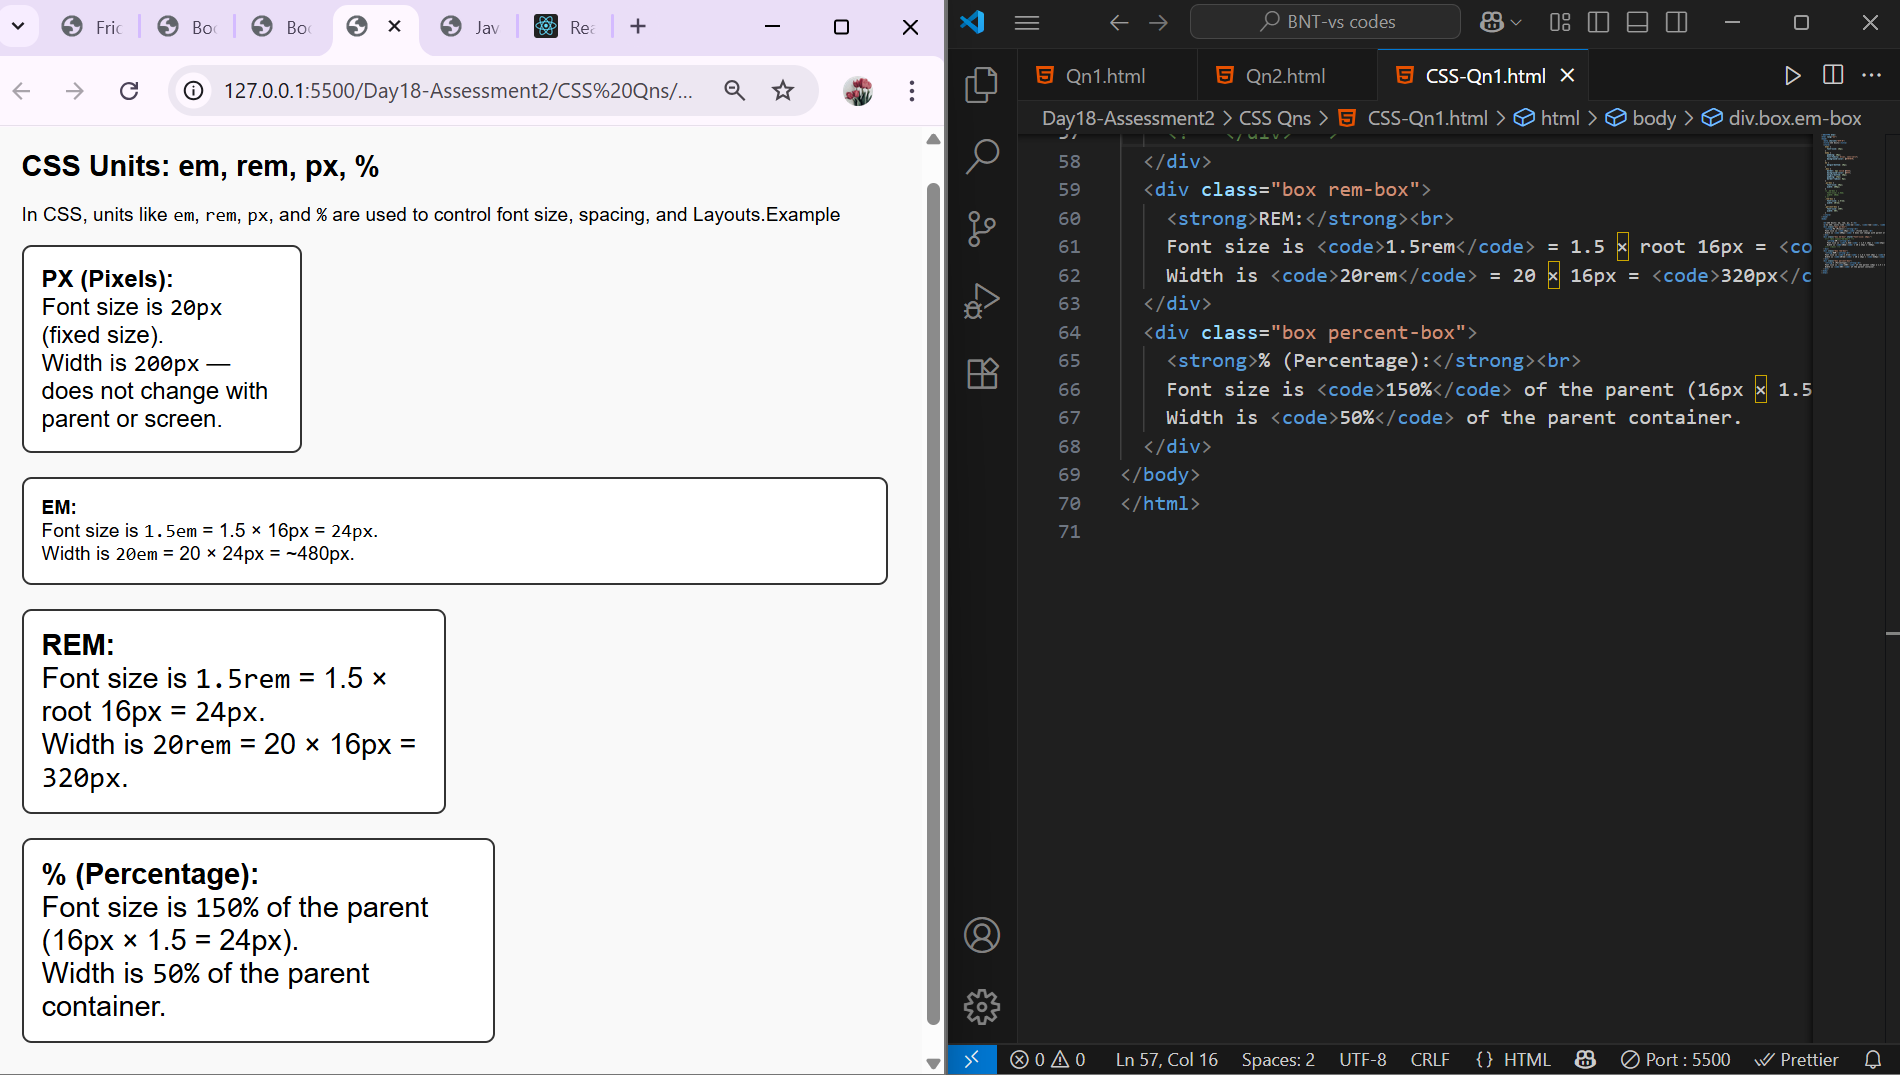 Fric
Boo
Boo
Jav
Rea
127.0.0.1:5500/Day18-Assessment2/CSS%20Qns/...
CSS Units: em, rem, px, %
In CSS, units like em, rem, px, and % are used to control font size, spacing, and Layouts.Example
PX (Pixels):
Font size is 20px
(fixed size).
Width is 200px —
does not change with
parent or screen.
EM:
Font size is 1.5em = 1.5 × 16px = 24px.
Width is 20em = 20 × 24px = ~480px.
REM:
Font size is 1.5rem = 1.5 ×
root 16px = 24px.
Width is 20rem = 20 × 16px =
320px.
% (Percentage):
Font size is 150% of the parent
(16px × 1.5 = 24px).
Width is 50% of the parent
container.
BNT-vs codes
Qn1.html
Qn2.html
CSS-Qn1.html
Day18-Assessment2 > CSS Qns > CSS-Qn1.html > html > body > div.box.em-box
58 </div>
59 <div class="box rem-box">
60 <strong>REM:</strong><br>
61 Font size is <code>1.5rem</code> = 1.5 × root 16px = <co
62 Width is <code>20rem</code> = 20 × 16px = <code>320px</c
63 </div>
64 <div class="box percent-box">
65 <strong>% (Percentage):</strong><br>
66 Font size is <code>150%</code> of the parent (16px × 1.5
67 Width is <code>50%</code> of the parent container.
68 </div>
69 </body>
70 </html>
71
0 0 Ln 57, Col 16 Spaces: 2 UTF-8 CRLF {} HTML Port : 5500 Prettier